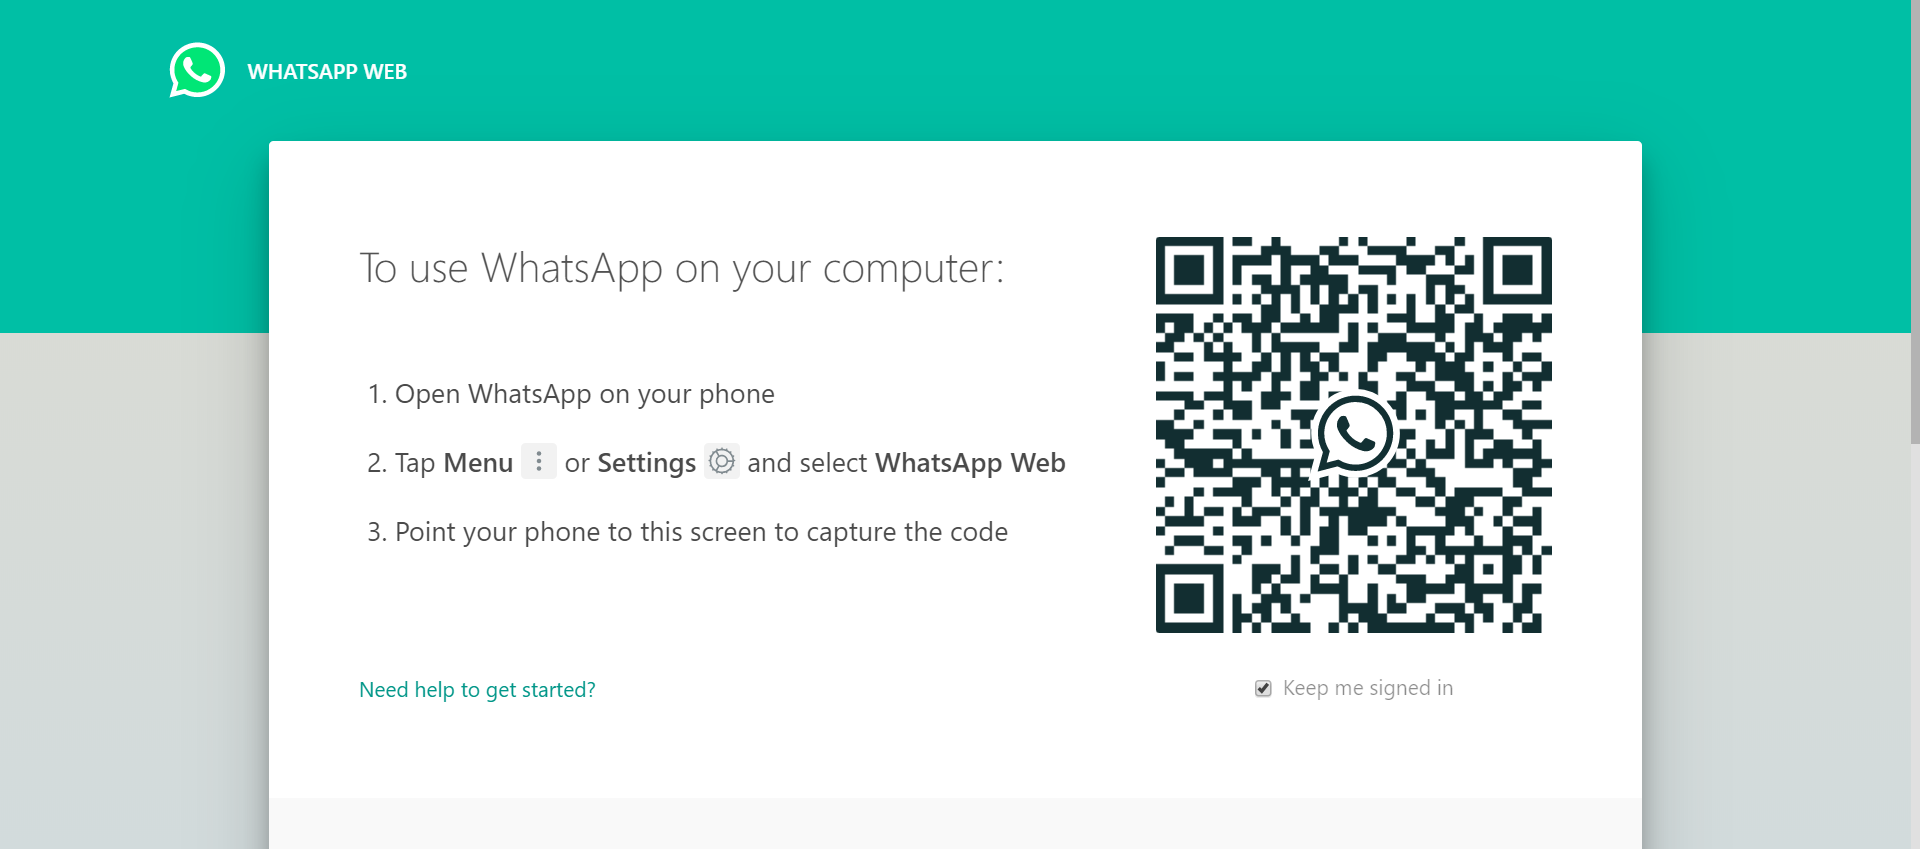 WHATSAPP WEB
To use WhatsApp on your computer:
1. Open WhatsApp on your phone
2. Tap Menu or Settings and select WhatsApp Web
3. Point your phone to this screen to capture the code
Need help to get started?
Keep me signed in